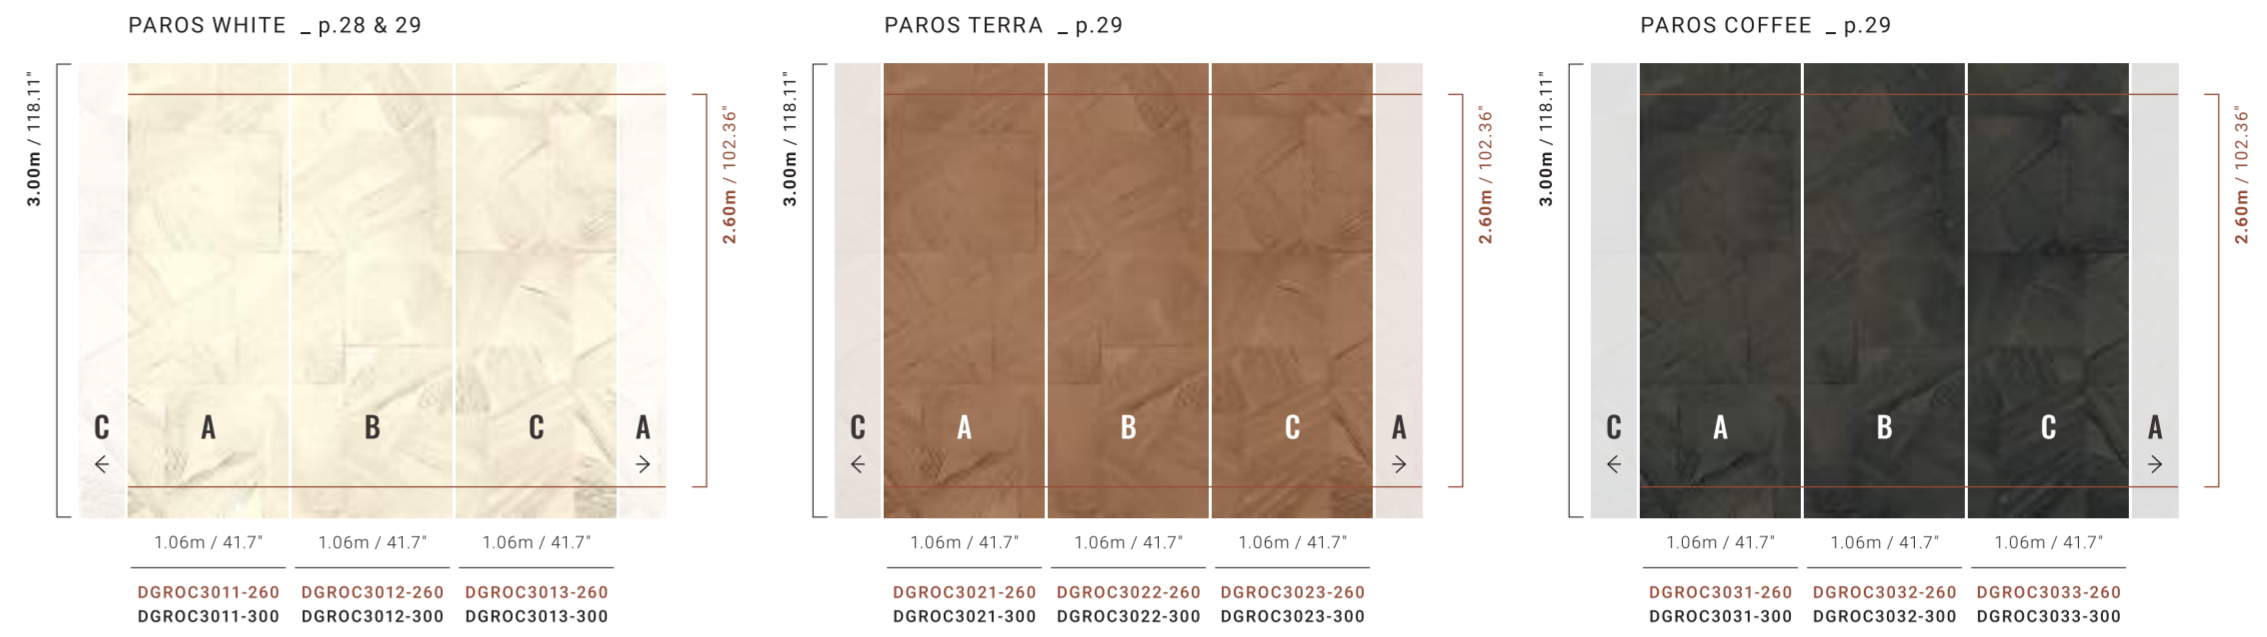 PAROS WHITE _ p.28 & 29
3.00m / 118.11"
2.60m / 102.36"
C A B C A
← →
1.06m / 41.7" 1.06m / 41.7" 1.06m / 41.7"
DGROC3011-260 DGROC3012-260 DGROC3013-260
DGROC3011-300 DGROC3012-300 DGROC3013-300
PAROS TERRA _ p.29
3.00m / 118.11"
2.60m / 102.36"
C A B C A
← →
1.06m / 41.7" 1.06m / 41.7" 1.06m / 41.7"
DGROC3021-260 DGROC3022-260 DGROC3023-260
DGROC3021-300 DGROC3022-300 DGROC3023-300
PAROS COFFEE _ p.29
3.00m / 118.11"
2.60m / 102.36"
C A B C A
← →
1.06m / 41.7" 1.06m / 41.7" 1.06m / 41.7"
DGROC3031-260 DGROC3032-260 DGROC3033-260
DGROC3031-300 DGROC3032-300 DGROC3033-300